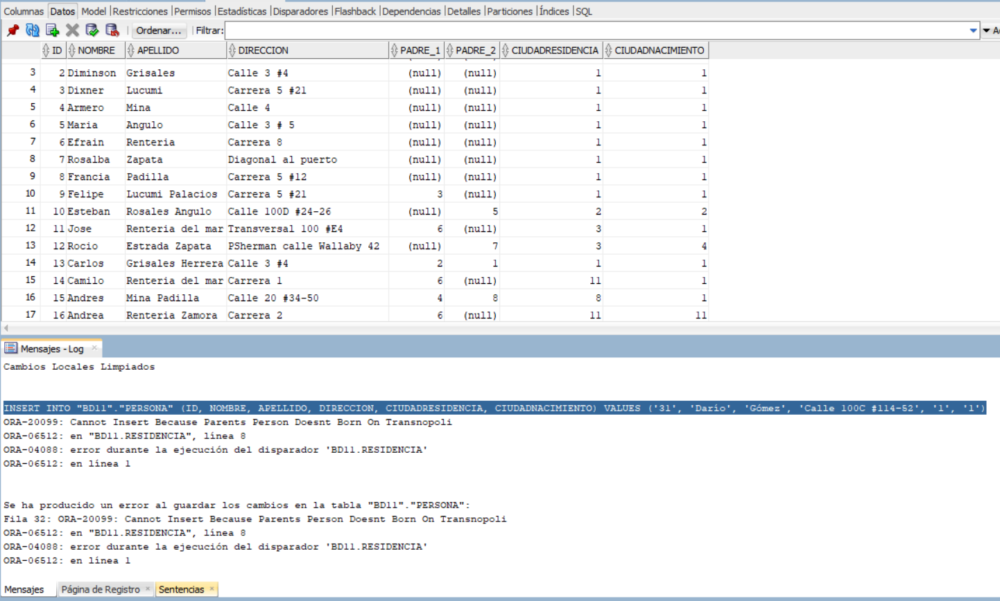 Columnas Datos Model Restricciones Permisos Estadísticas Disparadores Flashback Dependencias Detalles Particiones Índices SQL
Ordenar... Filtrar:
ID NOMBRE APELLIDO DIRECCION PADRE_1 PADRE_2 CIUDADRESIDENCIA CIUDADNACIMIENTO
3 2 Diminson Grisales Calle 3 #4 (null) (null) 1 1
4 3 Dixner Lucumi Carrera 5 #21 (null) (null) 1 1
5 4 Armero Mina Calle 4 (null) (null) 1 1
6 5 Maria Angulo Calle 3 # 5 (null) (null) 1 1
7 6 Efrain Renteria Carrera 8 (null) (null) 1 1
8 7 Rosalba Zapata Diagonal al puerto (null) (null) 1 1
9 8 Francia Padilla Carrera 5 #12 (null) (null) 1 1
10 9 Felipe Lucumi Palacios Carrera 5 #21 3 (null) 1 1
11 10 Esteban Rosales Angulo Calle 100D #24-26 (null) 5 2 2
12 11 Jose Renteria del mar Transversal 100 #E4 6 (null) 3 1
13 12 Rocio Estrada Zapata PSherman calle Wallaby 42 (null) 7 3 4
14 13 Carlos Grisales Herrera Calle 3 #4 2 1 1 1
15 14 Camilo Renteria del mar Carrera 1 6 (null) 11 1
16 15 Andres Mina Padilla Calle 20 #34-50 4 8 8 1
17 16 Andrea Renteria Zamora Carrera 2 6 (null) 11 11
Mensajes - Log
Cambios Locales Limpiados
INSERT INTO "BD11"."PERSONA" (ID, NOMBRE, APELLIDO, DIRECCION, CIUDADRESIDENCIA, CIUDADNACIMIENTO) VALUES ('31', 'Darío', 'Gómez', 'Calle 100C #114-52', '1', '1')
ORA-20099: Cannot Insert Because Parents Person Doesnt Born On Transnopoli
ORA-06512: en "BD11.RESIDENCIA", línea 8
ORA-04088: error durante la ejecución del disparador 'BD11.RESIDENCIA'
ORA-06512: en línea 1
Se ha producido un error al guardar los cambios en la tabla "BD11"."PERSONA":
Fila 32: ORA-20099: Cannot Insert Because Parents Person Doesnt Born On Transnopoli
ORA-06512: en "BD11.RESIDENCIA", línea 8
ORA-04088: error durante la ejecución del disparador 'BD11.RESIDENCIA'
ORA-06512: en línea 1
Mensajes Página de Registro Sentencias